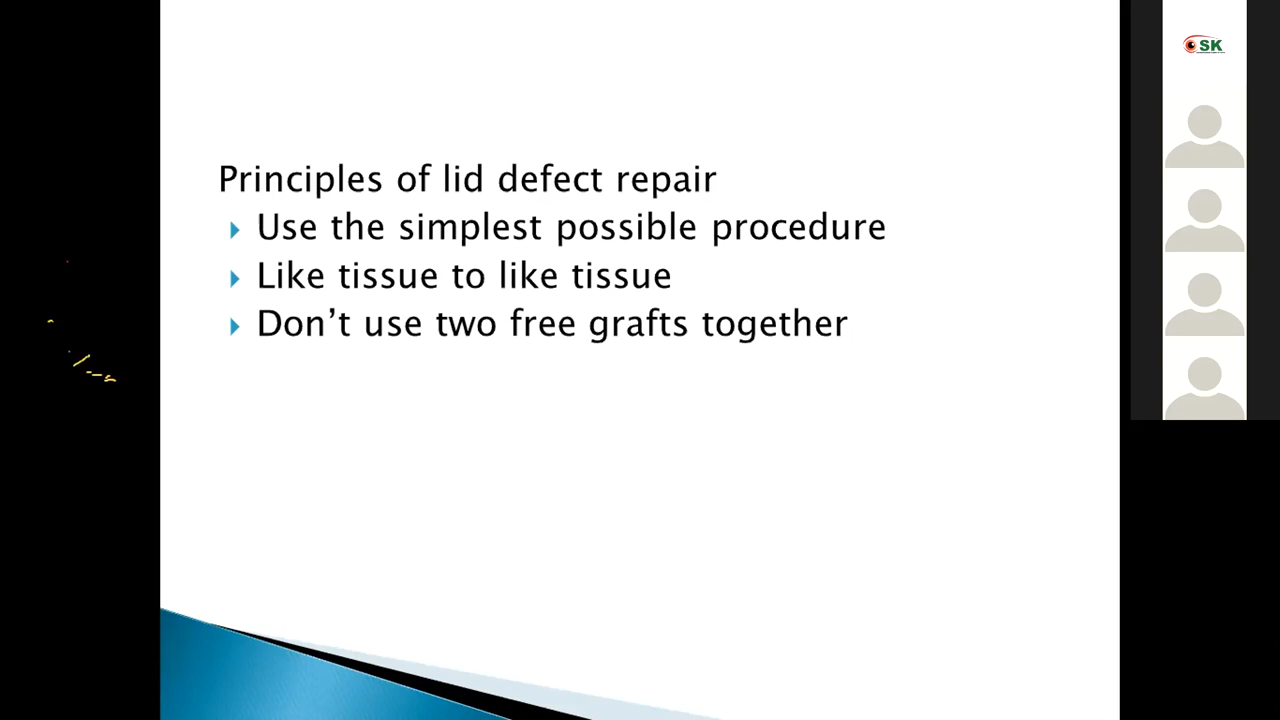 SK
Principles of lid defect repair
Use the simplest possible procedure
Like tissue to like tissue
Don’t use two free grafts together